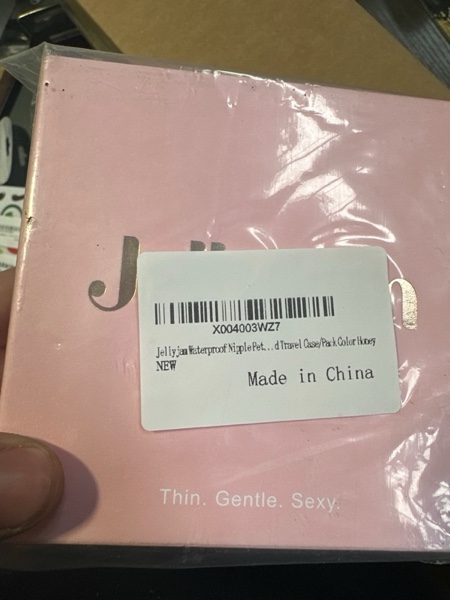 J
n
X004003WZ7
Jellyjam Waterproof Nipple Pet...d Travel Case/Pack Color Honey
NEW
Made in China
Thin. Gentle. Sexy.